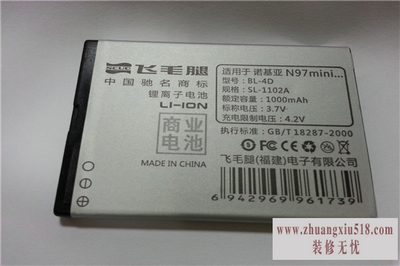 SCUD 飞毛腿
中国驰名商标
锂离子电池
LI-ION
商业
电池
MADE IN CHINA
适用于 诺基亚 N97mini...
型号：BL-4D
规格：SL-1102A
额定容量：1000mAh
标称电压：3.7V
充电限制电压：4.2V
执行标准：GB/T18287-2000
飞毛腿(福建)电子有限公司
6 942969 961739
www.zhuangxiu518.com
装修无忧